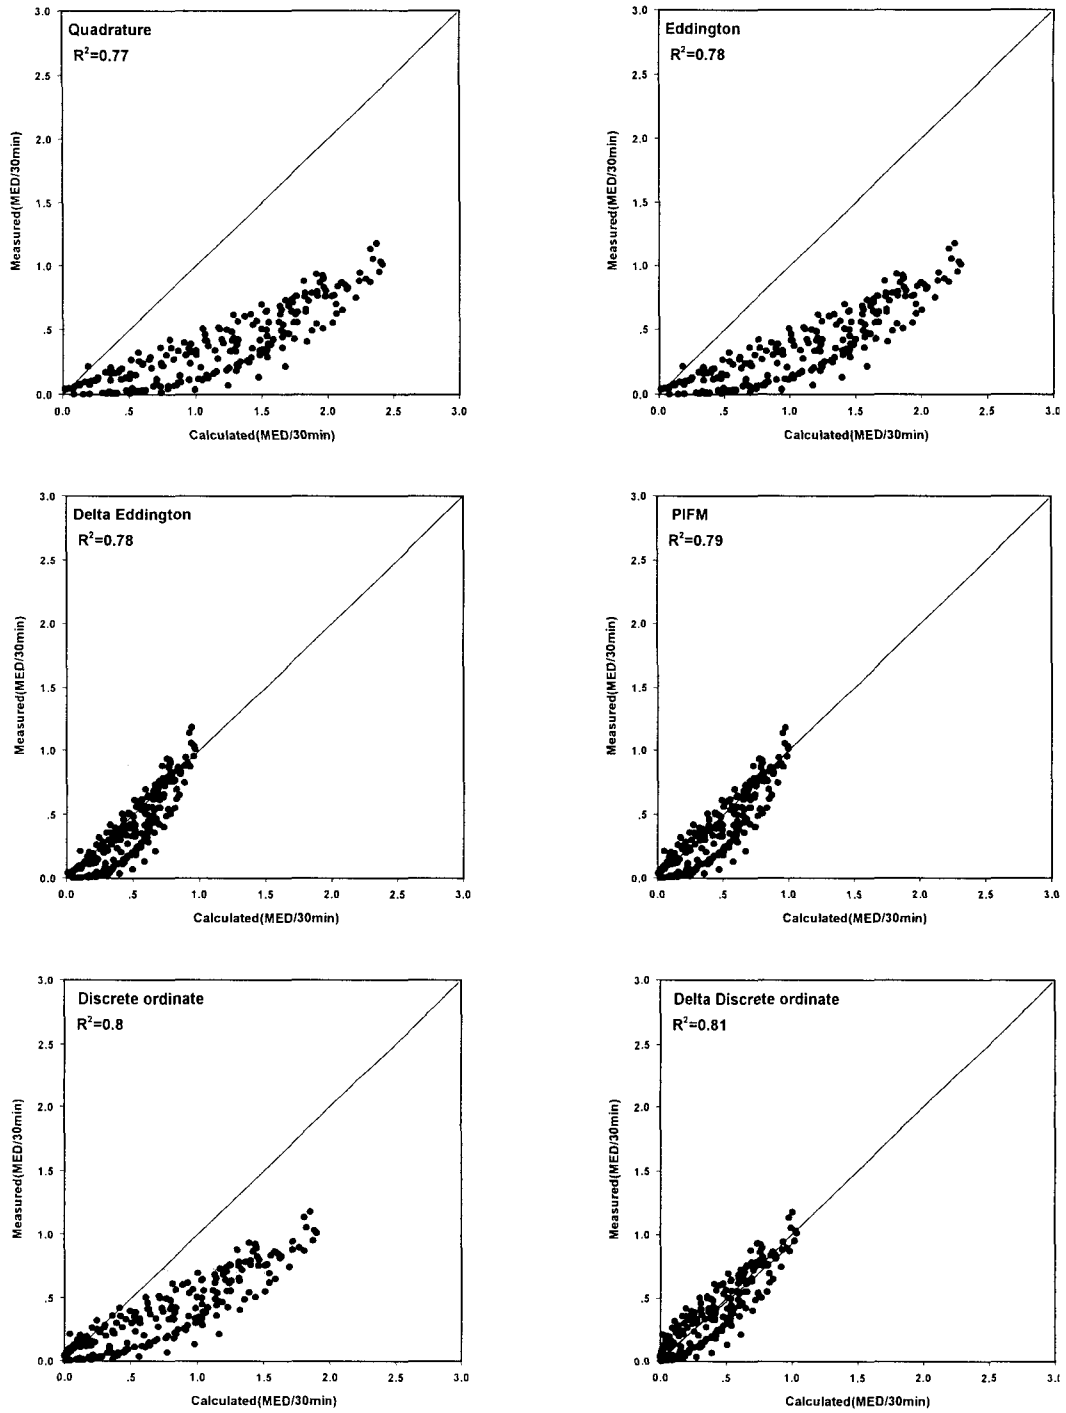 Quadrature
R²=0.77
3.0
2.5
2.0
1.5
1.0
.5
0.0
Measured(MED/30min)
0.0 .5 1.0 1.5 2.0 2.5 3.0
Calculated(MED/30min)
Eddington
R²=0.78
3.0
2.5
2.0
1.5
1.0
.5
0.0
Measured(MED/30min)
0.0 .5 1.0 1.5 2.0 2.5 3.0
Calculated(MED/30min)
Delta Eddington
R²=0.78
3.0
2.5
2.0
1.5
1.0
.5
0.0
Measured(MED/30min)
0.0 .5 1.0 1.5 2.0 2.5 3.0
Calculated(MED/30min)
PIFM
R²=0.79
3.0
2.5
2.0
1.5
1.0
.5
0.0
Measured(MED/30min)
0.0 .5 1.0 1.5 2.0 2.5 3.0
Calculated(MED/30min)
Discrete ordinate
R²=0.8
3.0
2.5
2.0
1.5
1.0
.5
0.0
Measured(MED/30min)
0.0 .5 1.0 1.5 2.0 2.5 3.0
Calculated(MED/30min)
Delta Discrete ordinate
R²=0.81
3.0
2.5
2.0
1.5
1.0
.5
0.0
Measured(MED/30min)
0.0 .5 1.0 1.5 2.0 2.5 3.0
Calculated(MED/30min)